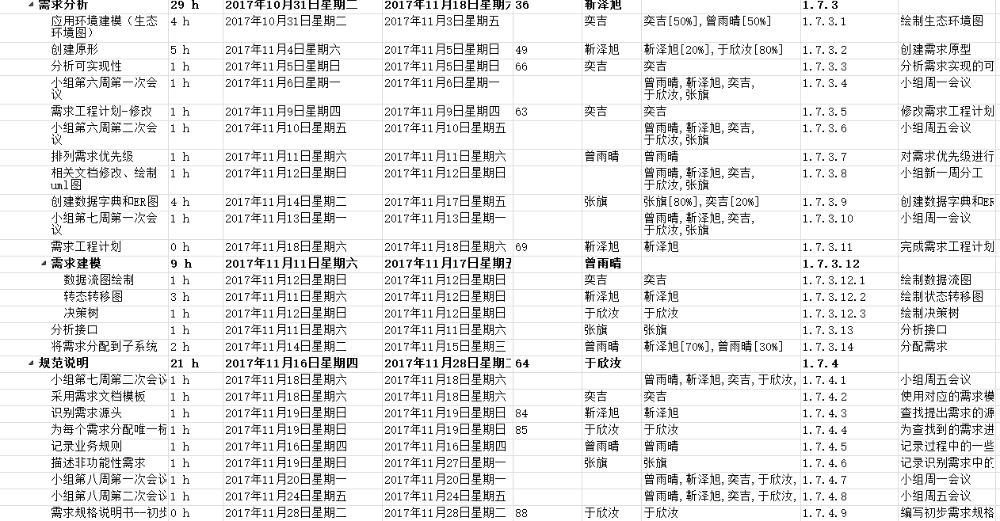 需求分析 29 h 2017年10月31日星期二 2017年11月18日星期六 36 靳泽旭 1.7.3
应用环境建模（生态 4 h 2017年10月31日星期二 2017年11月3日星期五 奕吉 奕吉[50%],曾雨晴[50%] 1.7.3.1 绘制生态环境图
环境图）
创建原形 5 h 2017年11月4日星期六 2017年11月5日星期日 49 靳泽旭 靳泽旭[20%],于欣汝[80%] 1.7.3.2 创建需求原型
分析可实现性 1 h 2017年11月5日星期日 2017年11月5日星期日 66 奕吉 奕吉 1.7.3.3 分析需求实现的可
小组第六周第一次会 1 h 2017年11月6日星期一 2017年11月6日星期一 曾雨晴,靳泽旭,奕吉, 1.7.3.4 小组周一会议
议 于欣汝,张旗
需求工程计划-修改 1 h 2017年11月9日星期四 2017年11月9日星期四 63 奕吉 奕吉 1.7.3.5 修改需求工程计划
小组第六周第二次会 1 h 2017年11月10日星期五 2017年11月10日星期五 曾雨晴,靳泽旭,奕吉, 1.7.3.6 小组周五会议
议 于欣汝,张旗
排列需求优先级 1 h 2017年11月11日星期六 2017年11月11日星期六 曾雨晴 曾雨晴 1.7.3.7 对需求优先级进行
相关文档修改、绘制 1 h 2017年11月12日星期日 2017年11月12日星期日 曾雨晴,靳泽旭,奕吉, 1.7.3.8 小组新一周分工
uml图 于欣汝,张旗
创建数据字典和ER图 4 h 2017年11月14日星期二 2017年11月17日星期五 张旗 张旗[80%],奕吉[20%] 1.7.3.9 创建数据字典和ER
小组第七周第一次会 1 h 2017年11月13日星期一 2017年11月13日星期一 曾雨晴,靳泽旭,奕吉, 1.7.3.10 小组周一会议
议 于欣汝,张旗
需求工程计划 0 h 2017年11月18日星期六 2017年11月18日星期六 69 靳泽旭 靳泽旭 1.7.3.11 完成需求工程计划
需求建模 9 h 2017年11月11日星期六 2017年11月17日星期五 曾雨晴 1.7.3.12
数据流图绘制 1 h 2017年11月12日星期日 2017年11月12日星期日 奕吉 奕吉 1.7.3.12.1 绘制数据流图
转态转移图 3 h 2017年11月11日星期六 2017年11月12日星期日 靳泽旭 靳泽旭 1.7.3.12.2 绘制状态转移图
决策树 1 h 2017年11月12日星期日 2017年11月12日星期日 于欣汝 于欣汝 1.7.3.12.3 绘制决策树
分析接口 1 h 2017年11月11日星期六 2017年11月11日星期六 张旗 张旗 1.7.3.13 分析接口
将需求分配到子系统 2 h 2017年11月14日星期二 2017年11月15日星期三 曾雨晴 靳泽旭[70%],曾雨晴[30%] 1.7.3.14 分配需求
规范说明 21 h 2017年11月16日星期四 2017年11月28日星期二 64 于欣汝 1.7.4
小组第七周第二次会议 1 h 2017年11月18日星期六 2017年11月18日星期六 曾雨晴,靳泽旭,奕吉,于欣汝, 1.7.4.1 小组周五会议
采用需求文档模板 1 h 2017年11月18日星期六 2017年11月18日星期六 奕吉 奕吉 1.7.4.2 使用对应的需求模
识别需求源头 1 h 2017年11月19日星期日 2017年11月19日星期日 84 靳泽旭 靳泽旭 1.7.4.3 查找提出需求的源
为每个需求分配唯一标 1 h 2017年11月19日星期日 2017年11月19日星期日 85 于欣汝 于欣汝 1.7.4.4 为查找到的需求进
记录业务规则 1 h 2017年11月16日星期四 2017年11月16日星期四 曾雨晴 曾雨晴 1.7.4.5 记录过程中的一些
描述非功能性需求 1 h 2017年11月19日星期日 2017年11月27日星期一 张旗 张旗 1.7.4.6 记录识别需求中的
小组第八周第一次会议 1 h 2017年11月20日星期一 2017年11月20日星期一 曾雨晴,靳泽旭,奕吉,于欣汝, 1.7.4.7 小组周一会议
小组第八周第二次会议 1 h 2017年11月24日星期五 2017年11月24日星期五 曾雨晴,靳泽旭,奕吉,于欣汝, 1.7.4.8 小组周五会议
需求规格说明书--初步 0 h 2017年11月28日星期二 2017年11月28日星期二 88 于欣汝 于欣汝 1.7.4.9 编写初步需求规格